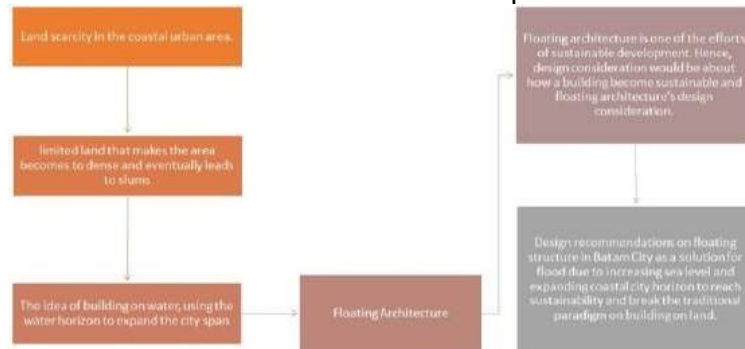 Land scarcity in the coastal urban area.
limited land that makes the area
becomes to dense and eventually leads
to slums
The idea of building on water, using the
water horizon to expand the city span
Floating Architecture
Floating architecture is one of the efforts
of sustainable development. Hence,
design consideration would be about
how a building become sustainable and
floating architecture's design
consideration.
Design recommendations on floating
structure in Batam City as a solution for
flood due to increasing sea level and
expanding coastal city horizon to reach
sustainability and break the traditional
paradigm on building on land.